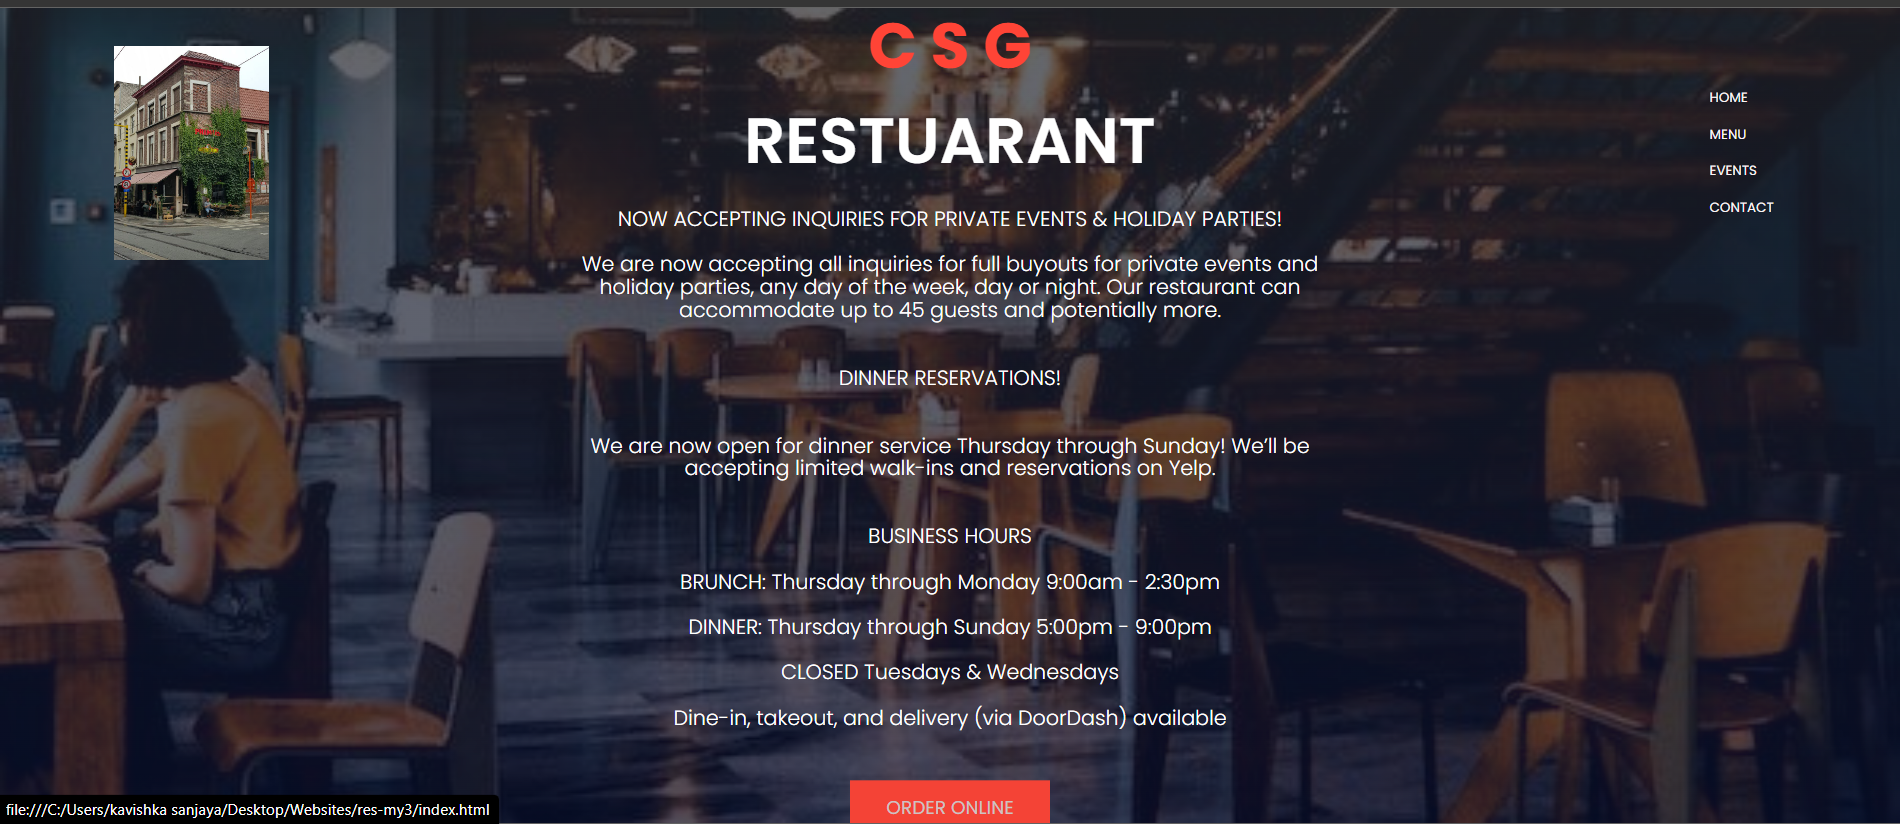 C S G
RESTUARANT
HOME
MENU
EVENTS
CONTACT
NOW ACCEPTING INQUIRIES FOR PRIVATE EVENTS & HOLIDAY PARTIES!
We are now accepting all inquiries for full buyouts for private events and
holiday parties, any day of the week, day or night. Our restaurant can
accommodate up to 45 guests and potentially more.
DINNER RESERVATIONS!
We are now open for dinner service Thursday through Sunday! We’ll be
accepting limited walk-ins and reservations on Yelp.
BUSINESS HOURS
BRUNCH: Thursday through Monday 9:00am - 2:30pm
DINNER: Thursday through Sunday 5:00pm - 9:00pm
CLOSED Tuesdays & Wednesdays
Dine-in, takeout, and delivery (via DoorDash) available
ORDER ONLINE
file:///C:/Users/kavishka sanjaya/Desktop/Websites/res-my3/index.html